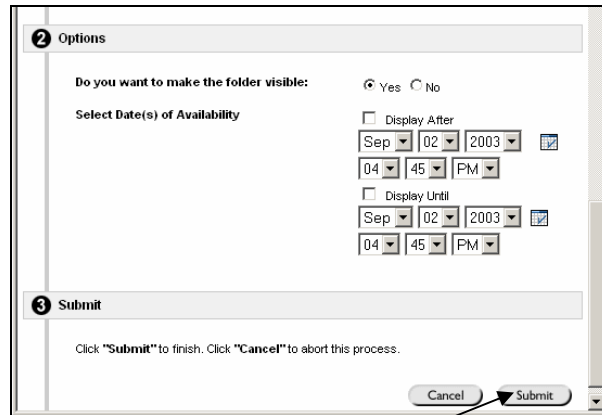 2 Options
Do you want to make the folder visible: Yes No
Select Date(s) of Availability Display After
Sep 02 2003
04 45 PM
Display Until
Sep 02 2003
04 45 PM
3 Submit
Click "Submit" to finish. Click "Cancel" to abort this process.
Cancel Submit